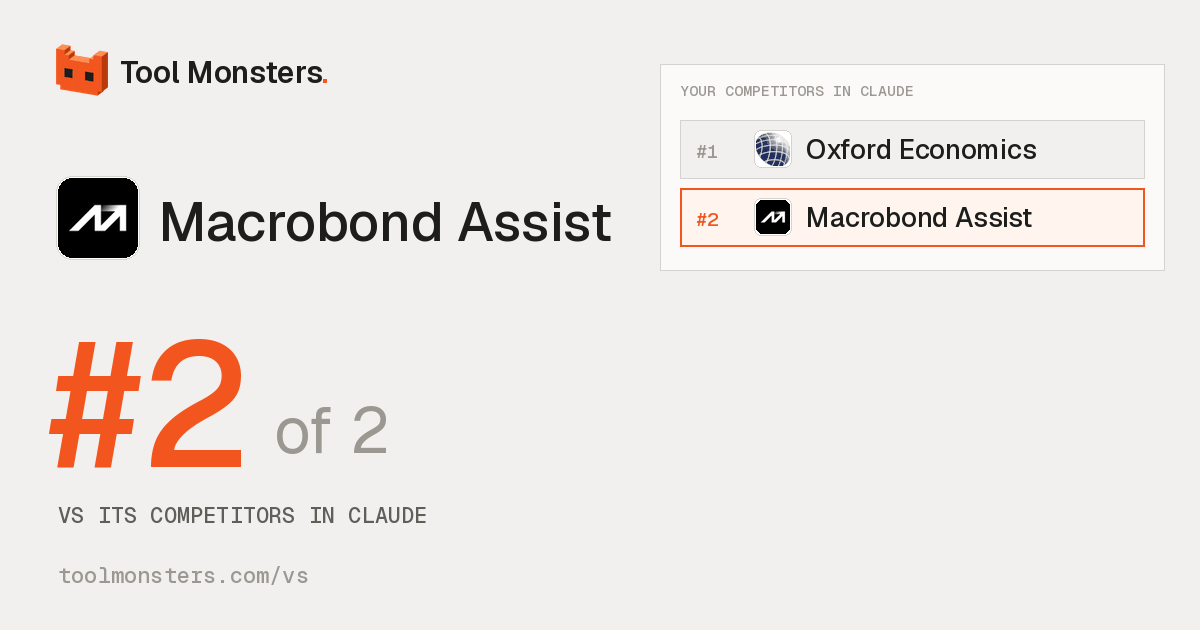 Tool Monsters.
Macrobond Assist
#2 of 2
VS ITS COMPETITORS IN CLAUDE
toolmonsters.com/vs
YOUR COMPETITORS IN CLAUDE
#1 Oxford Economics
#2 Macrobond Assist